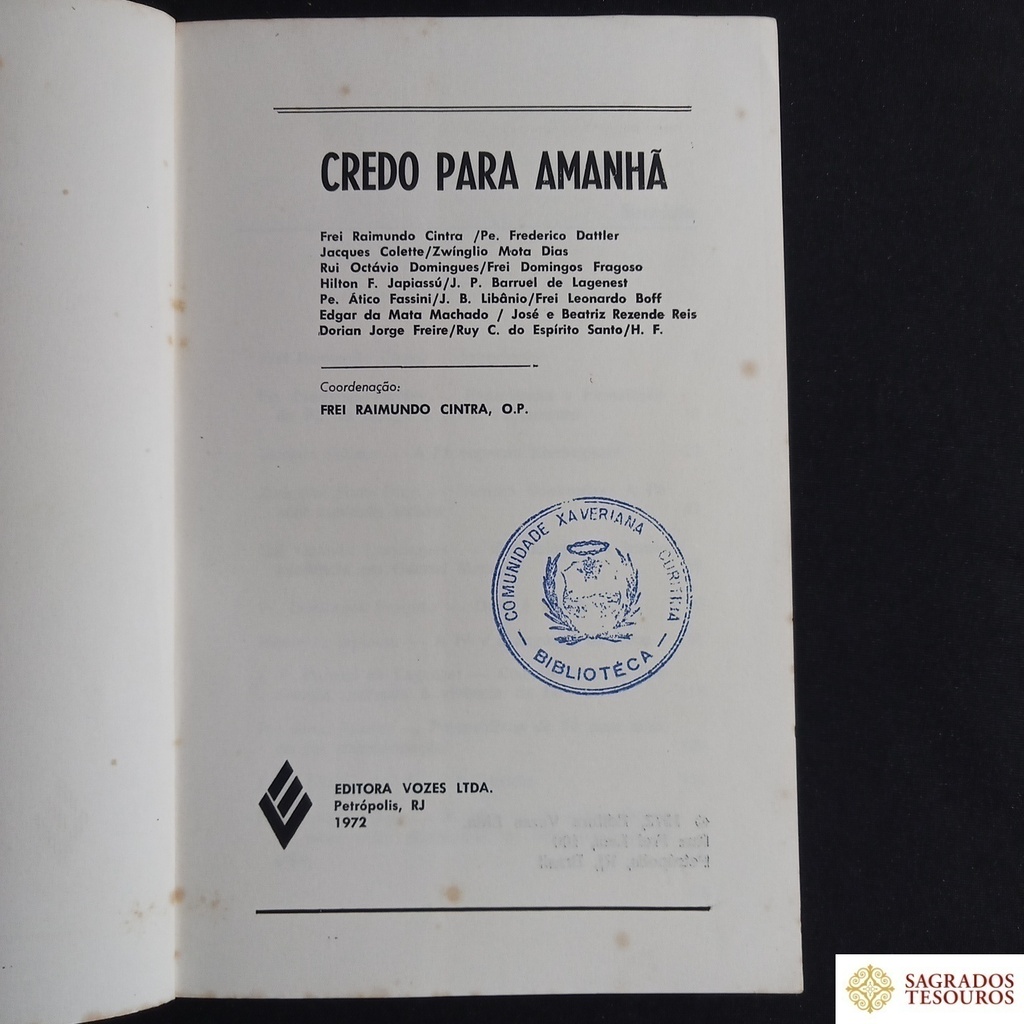 CREDO PARA AMANHÃ
Frei Raimundo Cintra /Pe. Frederico Dattler
Jacques Colette/Zwínglio Mota Dias
Rui Octávio Domingues/Frei Domingos Fragoso
Hilton F. Japiassú/J. P. Barruel de Lagenest
Pe. Ático Fassini/J. B. Libânio/Frei Leonardo Boff
Edgar da Mata Machado / José e Beatriz Rezende Reis
Dorian Jorge Freire/Ruy C. do Espírito Santo/H. F.
Coordenação:
FREI RAIMUNDO CINTRA, O.P.
COMUNIDADE XAVERIANA - CURITIBA
- BIBLIOTÉCA -
EDITORA VOZES LTDA.
Petrópolis, RJ
1972
SAGRADOS
TESOUROS